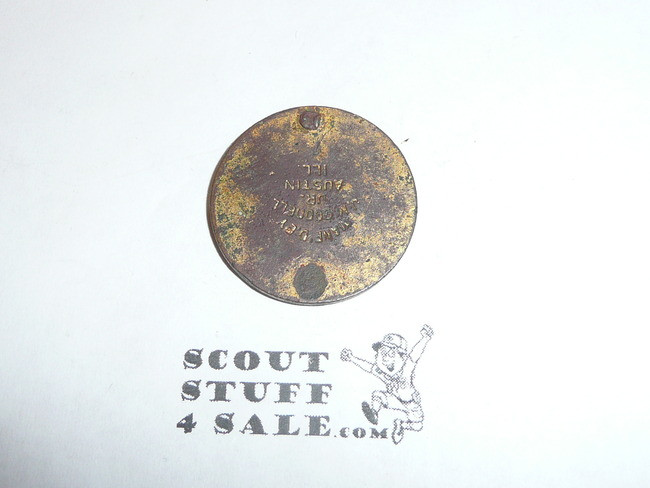 JR.
AUSTIN
ILL.
SCOUT
STUFF
4 SALE.COM